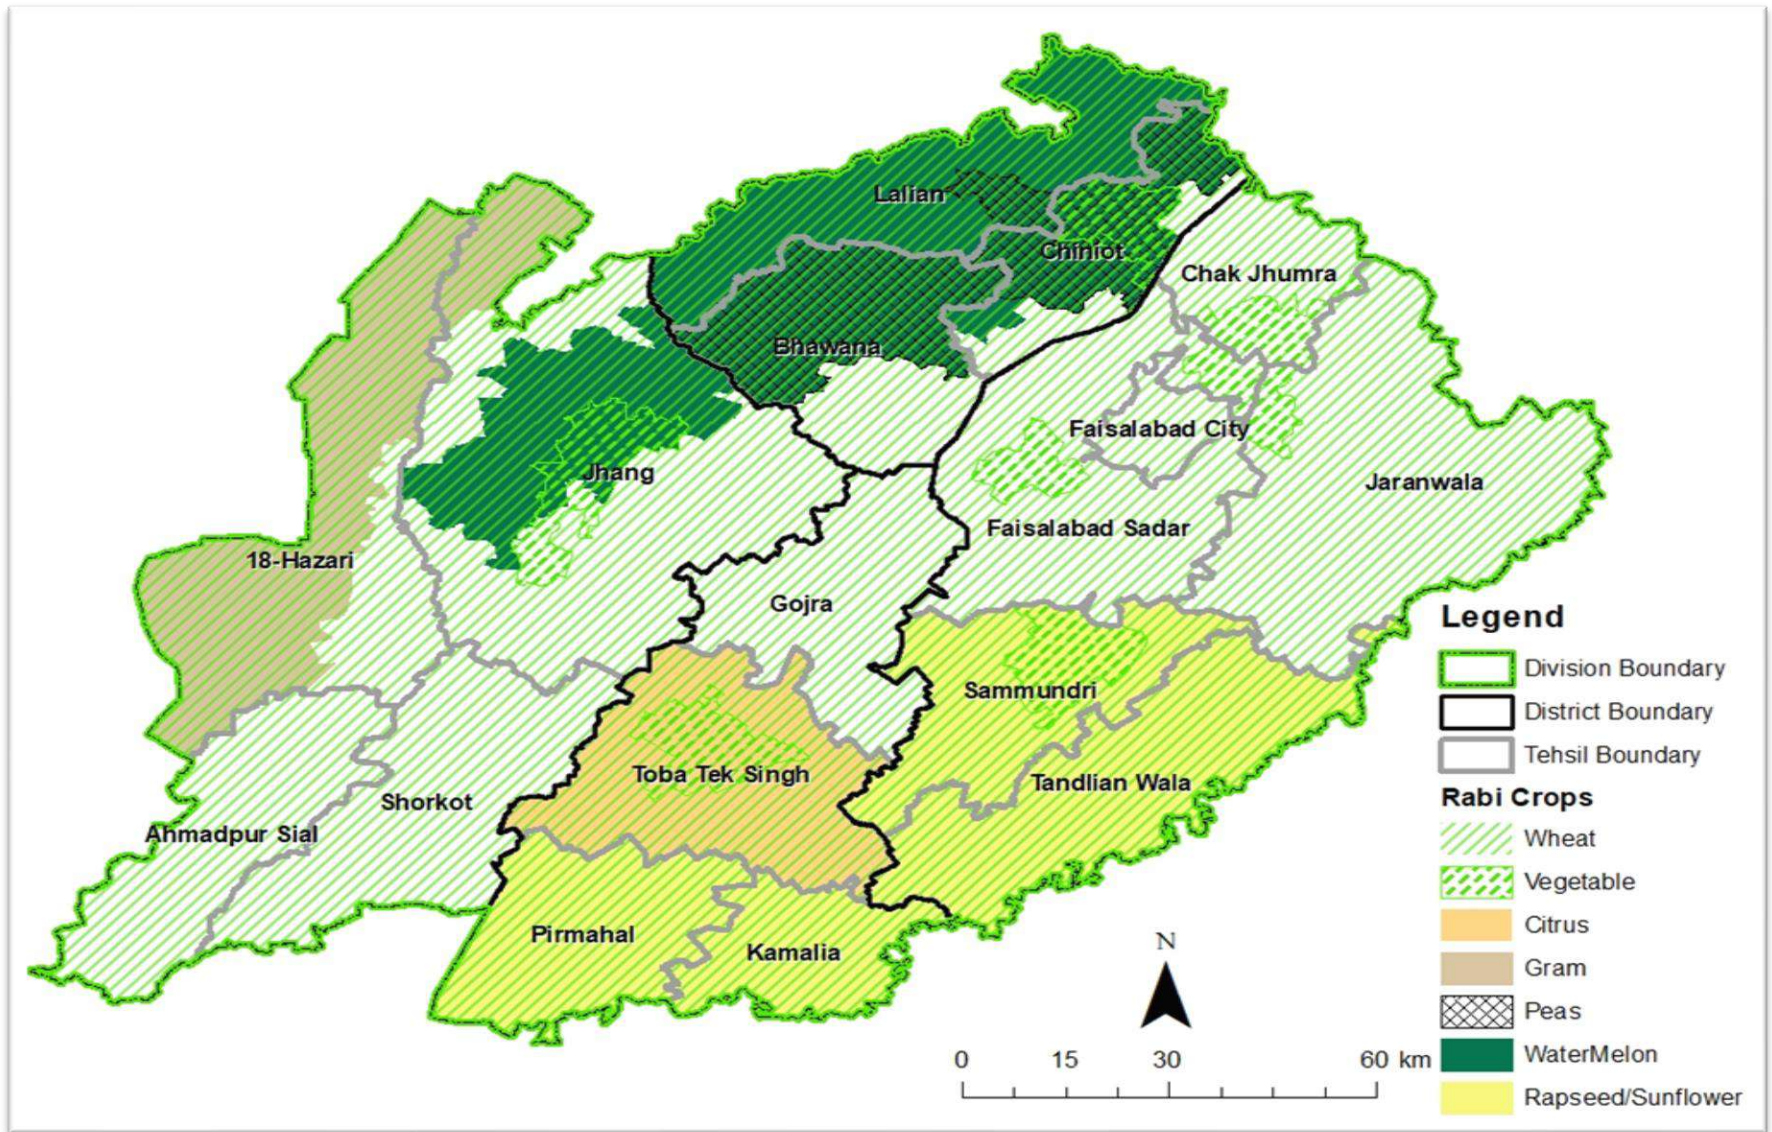 Lalian
Chiniot
Chak Jhumra
Bhawana
Faisalabad City
Jhang
Jaranwala
Faisalabad Sadar
18-Hazari
Gojra
Sammundri
Toba Tek Singh
Tandlian Wala
Shorkot
Ahmadpur Sial
Pirmahal
Kamalia
N
0 15 30 60 km
Legend
Division Boundary
District Boundary
Tehsil Boundary
Rabi Crops
Wheat
Vegetable
Citrus
Gram
Peas
WaterMelon
Rapseed/Sunflower